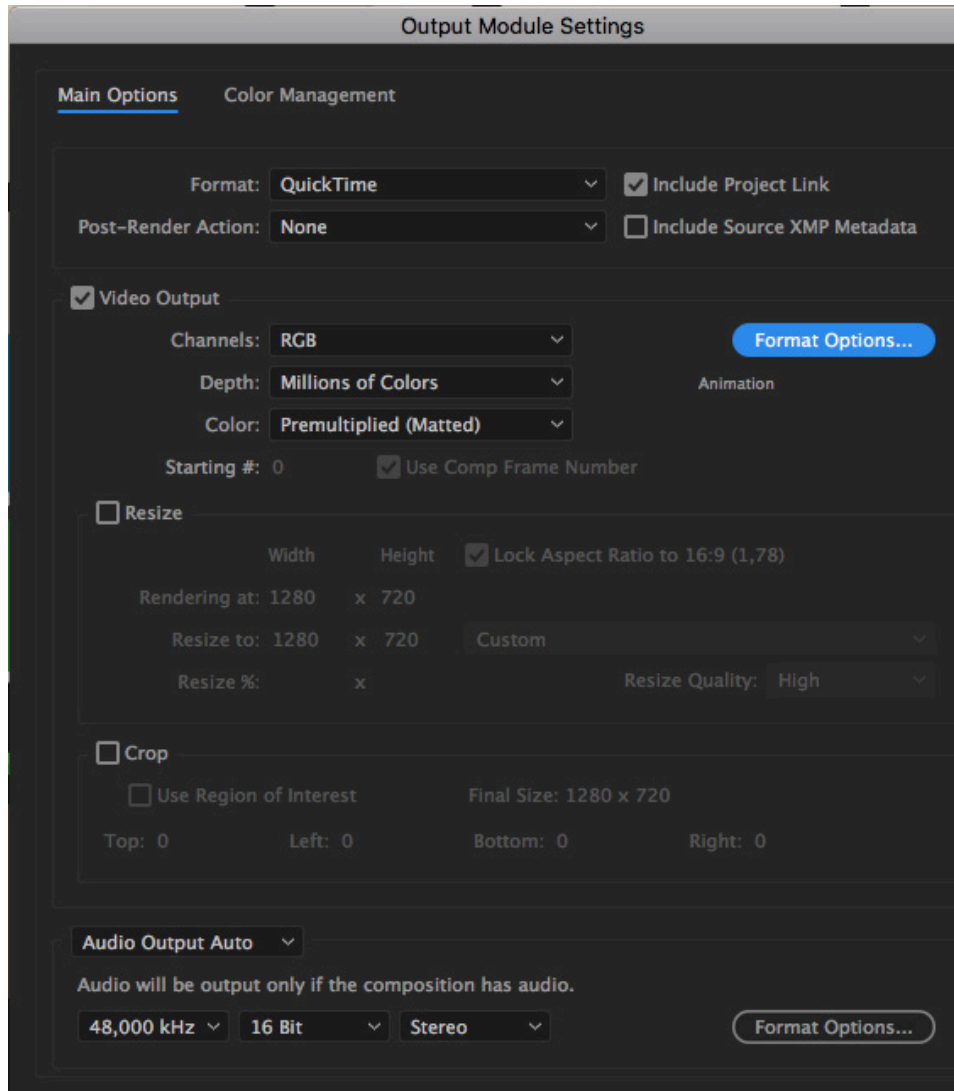 Output Module Settings
Main Options Color Management
Format: QuickTime Include Project Link
Post-Render Action: None Include Source XMP Metadata
Video Output
Channels: RGB Format Options...
Depth: Millions of Colors Animation
Color: Premultiplied (Matted)
Starting #: 0 Use Comp Frame Number
Resize
Width Height Lock Aspect Ratio to 16:9 (1,78)
Rendering at: 1280 x 720
Resize to: 1280 x 720 Custom
Resize %: x Resize Quality: High
Crop
Use Region of Interest Final Size: 1280 x 720
Top: 0 Left: 0 Bottom: 0 Right: 0
Audio Output Auto
Audio will be output only if the composition has audio.
48,000 kHz 16 Bit Stereo Format Options...